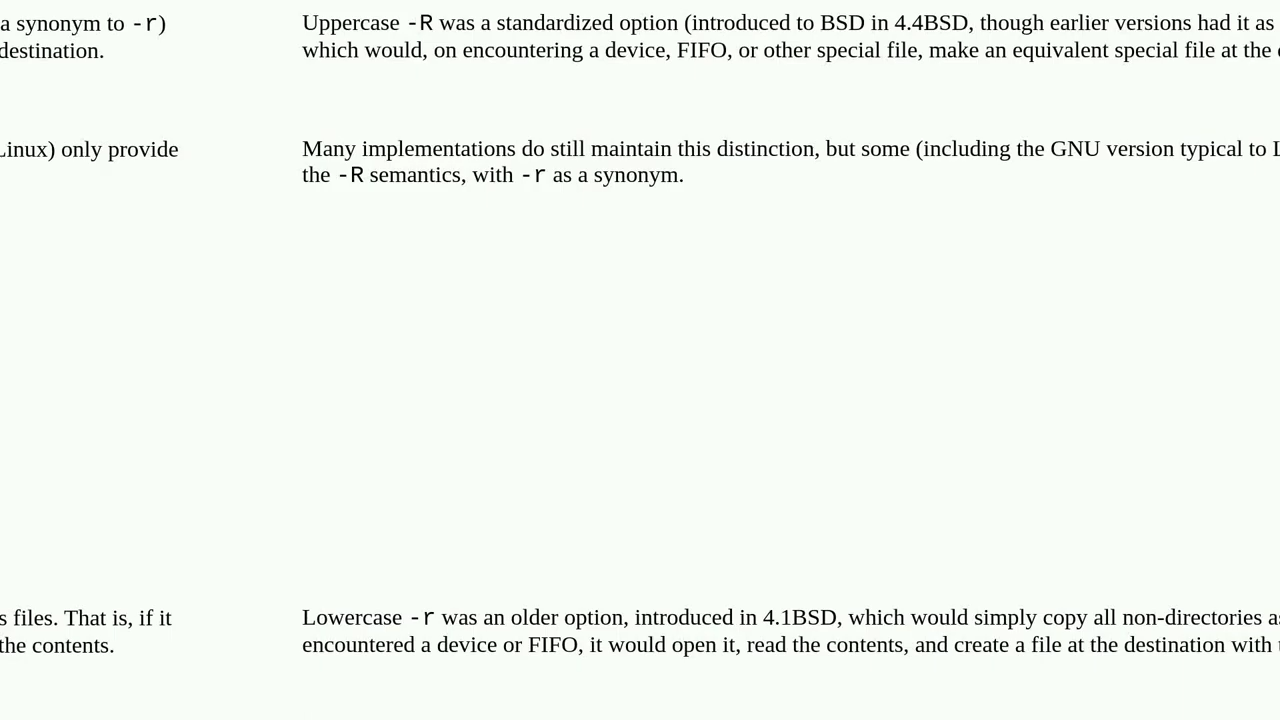 a synonym to -r)
destination.
Uppercase -R was a standardized option (introduced to BSD in 4.4BSD, though earlier versions had it as
which would, on encountering a device, FIFO, or other special file, make an equivalent special file at the
Linux) only provide
Many implementations do still maintain this distinction, but some (including the GNU version typical to
the -R semantics, with -r as a synonym.
s files. That is, if it
the contents.
Lowercase -r was an older option, introduced in 4.1BSD, which would simply copy all non-directories as
encountered a device or FIFO, it would open it, read the contents, and create a file at the destination with